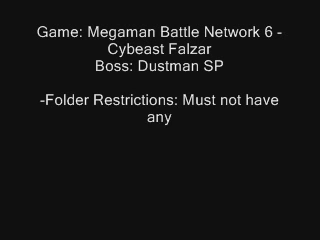 Game: Megaman Battle Network 6 -
Cybeast Falzar
Boss: Dustman SP
-Folder Restrictions: Must not have
any